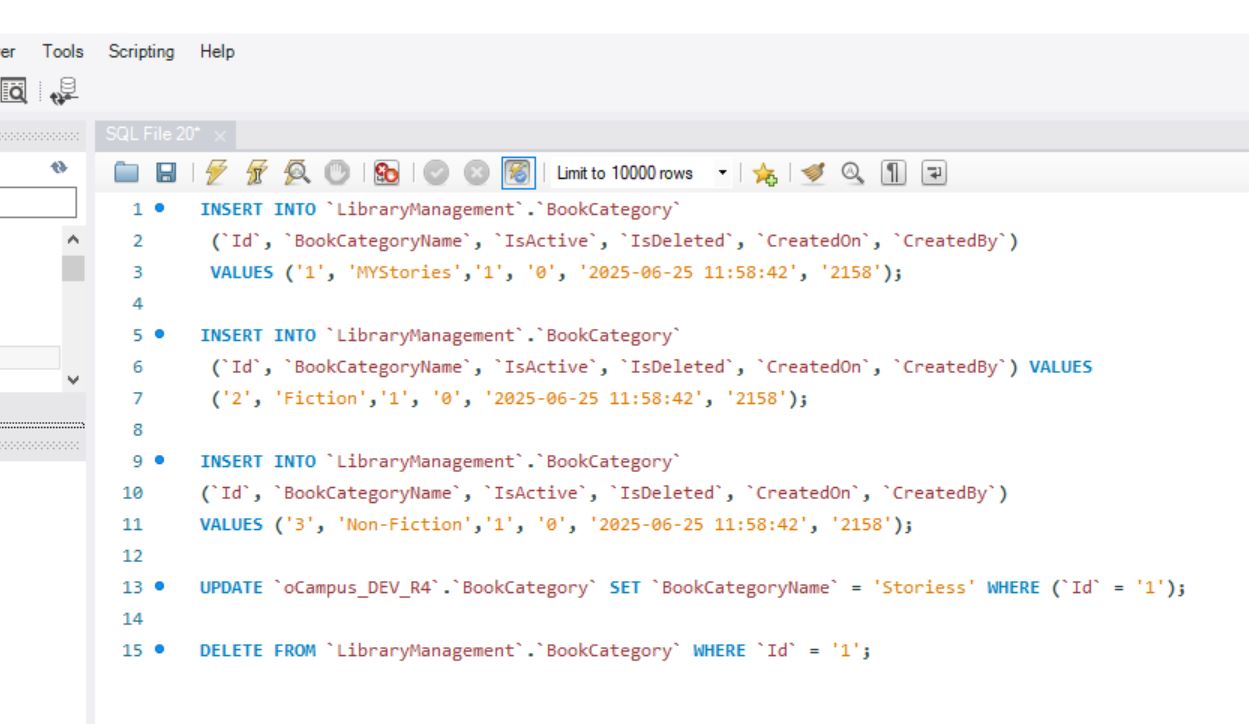 er Tools Scripting Help
SQL File 20* ×
Limit to 10000 rows
1 INSERT INTO `LibraryManagement`.`BookCategory`
2 (`Id`, `BookCategoryName`, `IsActive`, `IsDeleted`, `CreatedOn`, `CreatedBy`)
3 VALUES ('1', 'MYStories','1', '0', '2025-06-25 11:58:42', '2158');
4
5 INSERT INTO `LibraryManagement`.`BookCategory`
6 (`Id`, `BookCategoryName`, `IsActive`, `IsDeleted`, `CreatedOn`, `CreatedBy`) VALUES
7 ('2', 'Fiction','1', '0', '2025-06-25 11:58:42', '2158');
8
9 INSERT INTO `LibraryManagement`.`BookCategory`
10 (`Id`, `BookCategoryName`, `IsActive`, `IsDeleted`, `CreatedOn`, `CreatedBy`)
11 VALUES ('3', 'Non-Fiction','1', '0', '2025-06-25 11:58:42', '2158');
12
13 UPDATE `oCampus_DEV_R4`.`BookCategory` SET `BookCategoryName` = 'Storiess' WHERE (`Id` = '1');
14
15 DELETE FROM `LibraryManagement`.`BookCategory` WHERE `Id` = '1';